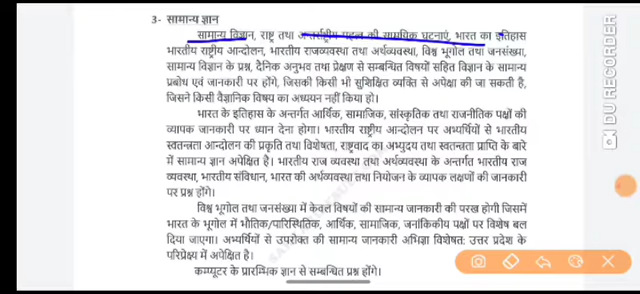 3- सामान्य ज्ञान
सामान्य विज्ञान, राष्ट्र तथा अन्तर्राष्ट्रीय महत्व की सामयिक घटनाएं, भारत का इतिहास
भारतीय राष्ट्रीय आन्दोलन, भारतीय राजव्यवस्था तथा अर्थव्यवस्था, विश्व भूगोल तथा जनसंख्या,
सामान्य विज्ञान के प्रश्न, दैनिक अनुभव तथा प्रेक्षण से सम्बन्धित विषयों सहित विज्ञान के सामान्य
प्रबोध एवं जानकारी पर होंगे, जिसकी किसी भी सुशिक्षित व्यक्ति से अपेक्षा की जा सकती है,
जिसने किसी वैज्ञानिक विषय का अध्ययन नहीं किया हो।
भारत के इतिहास के अन्तर्गत आर्थिक, सामाजिक, सांस्कृतिक तथा राजनीतिक पक्षों की
व्यापक जानकारी पर ध्यान देना होगा। भारतीय राष्ट्रीय आन्दोलन पर अभ्यर्थियों से भारतीय
स्वतन्त्रता आन्दोलन की प्रकृति तथा विशेषता, राष्ट्रवाद का अभ्युदय तथा स्वतन्त्रता प्राप्ति के बारे
में सामान्य ज्ञान अपेक्षित है। भारतीय राज व्यवस्था तथा अर्थव्यवस्था के अन्तर्गत भारतीय राज
व्यवस्था, भारतीय संविधान, भारत की अर्थव्यवस्था तथा नियोजन के व्यापक लक्षणों की जानकारी
पर प्रश्न होंगे।
विश्व भूगोल तथा जनसंख्या में केवल विषयों की सामान्य जानकारी की परख होगी जिसमें
भारत के भूगोल में भौतिक/पारिस्थितिक, आर्थिक, सामाजिक, जनांकिकीय पक्षों पर विशेष बल
दिया जाएगा। अभ्यर्थियों से उपरोक्त की सामान्य जानकारी अभिज्ञा विशेषतः उत्तर प्रदेश के
परिप्रेक्ष्य में अपेक्षित है।
कम्प्यूटर के प्रारम्भिक ज्ञान से सम्बन्धित प्रश्न होंगे।
RECORDER